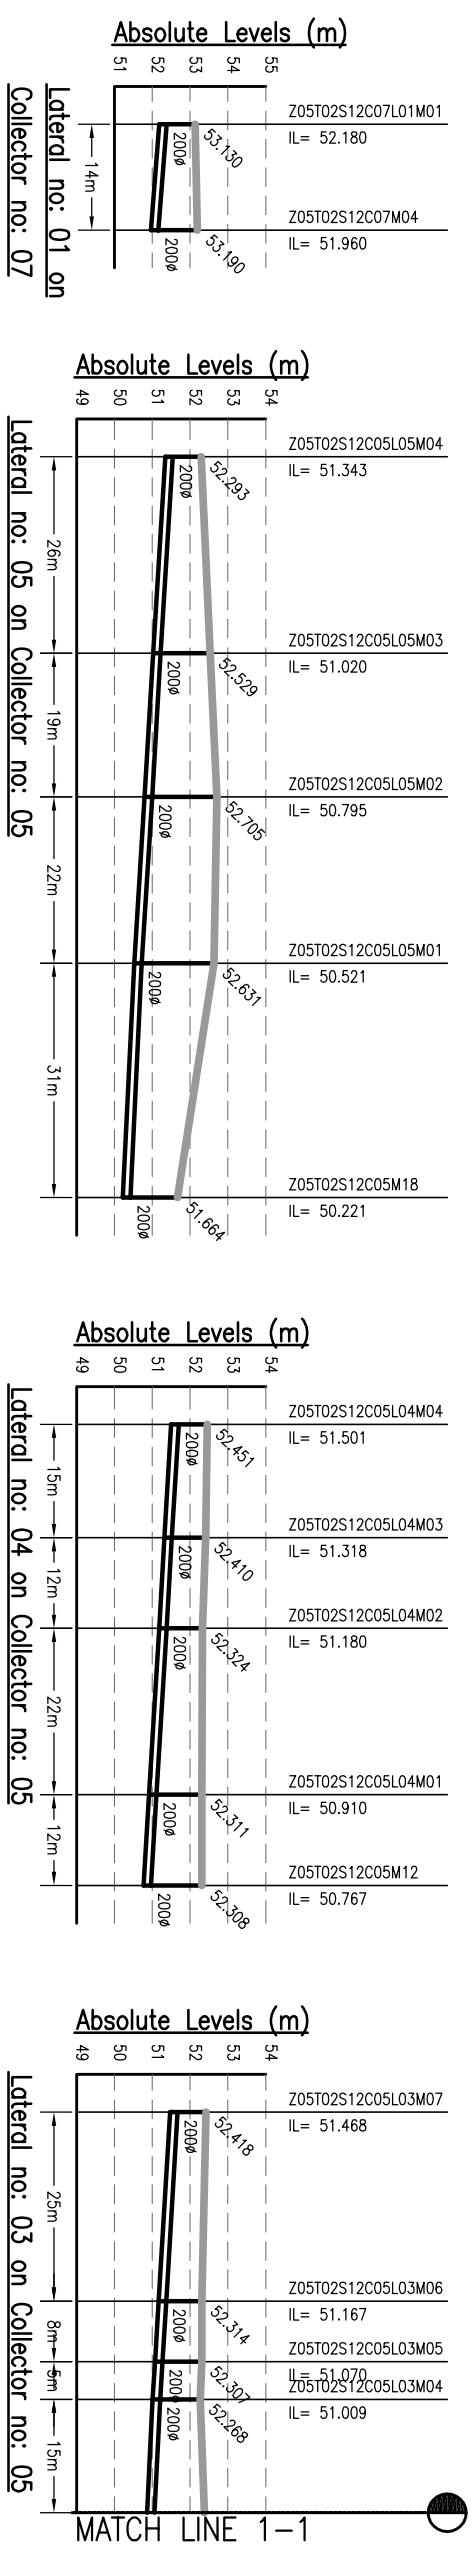 Absolute Levels (m)
51 52 53 54 55
Z05T02S12C07L01M01
IL= 52.180
53.130
200ø
14m
Z05T02S12C07M04
IL= 51.960
53.190
200ø
Lateral no: 01 on
Collector no: 07
Absolute Levels (m)
49 50 51 52 53 54
Z05T02S12C05L05M04
IL= 51.343
52.293
200ø
26m
Z05T02S12C05L05M03
IL= 51.020
52.529
200ø
19m
Z05T02S12C05L05M02
IL= 50.795
52.705
200ø
22m
Z05T02S12C05L05M01
IL= 50.521
52.631
200ø
31m
Z05T02S12C05M18
IL= 50.221
51.664
200ø
Lateral no: 05 on Collector no: 05
Absolute Levels (m)
49 50 51 52 53 54
Z05T02S12C05L04M04
IL= 51.501
52.451
200ø
15m
Z05T02S12C05L04M03
IL= 51.318
52.410
200ø
12m
Z05T02S12C05L04M02
IL= 51.180
52.324
200ø
22m
Z05T02S12C05L04M01
IL= 50.910
52.311
200ø
12m
Z05T02S12C05M12
IL= 50.767
52.308
200ø
Lateral no: 04 on Collector no: 05
Absolute Levels (m)
49 50 51 52 53 54
Z05T02S12C05L03M07
IL= 51.468
52.418
200ø
25m
Z05T02S12C05L03M06
IL= 51.167
52.314
200ø
8m
Z05T02S12C05L03M05
IL= 51.070
52.307
200ø
5m
Z05T02S12C05L03M04
IL= 51.009
52.268
200ø
15m
Lateral no: 03 on Collector no: 05
MATCH LINE 1-1